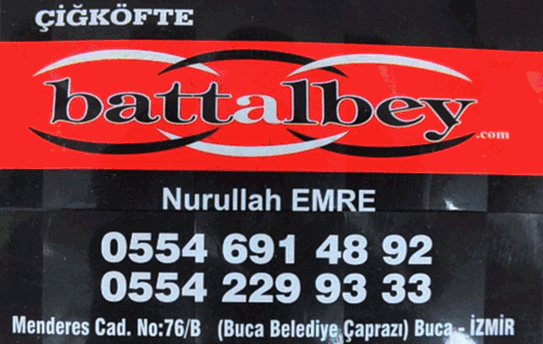 ÇİĞKÖFTE
battalbey
.com
Nurullah EMRE
0554 691 48 92
0554 229 93 33
Menderes Cad. No:76/B (Buca Belediye Çaprazı) Buca - İZMİR